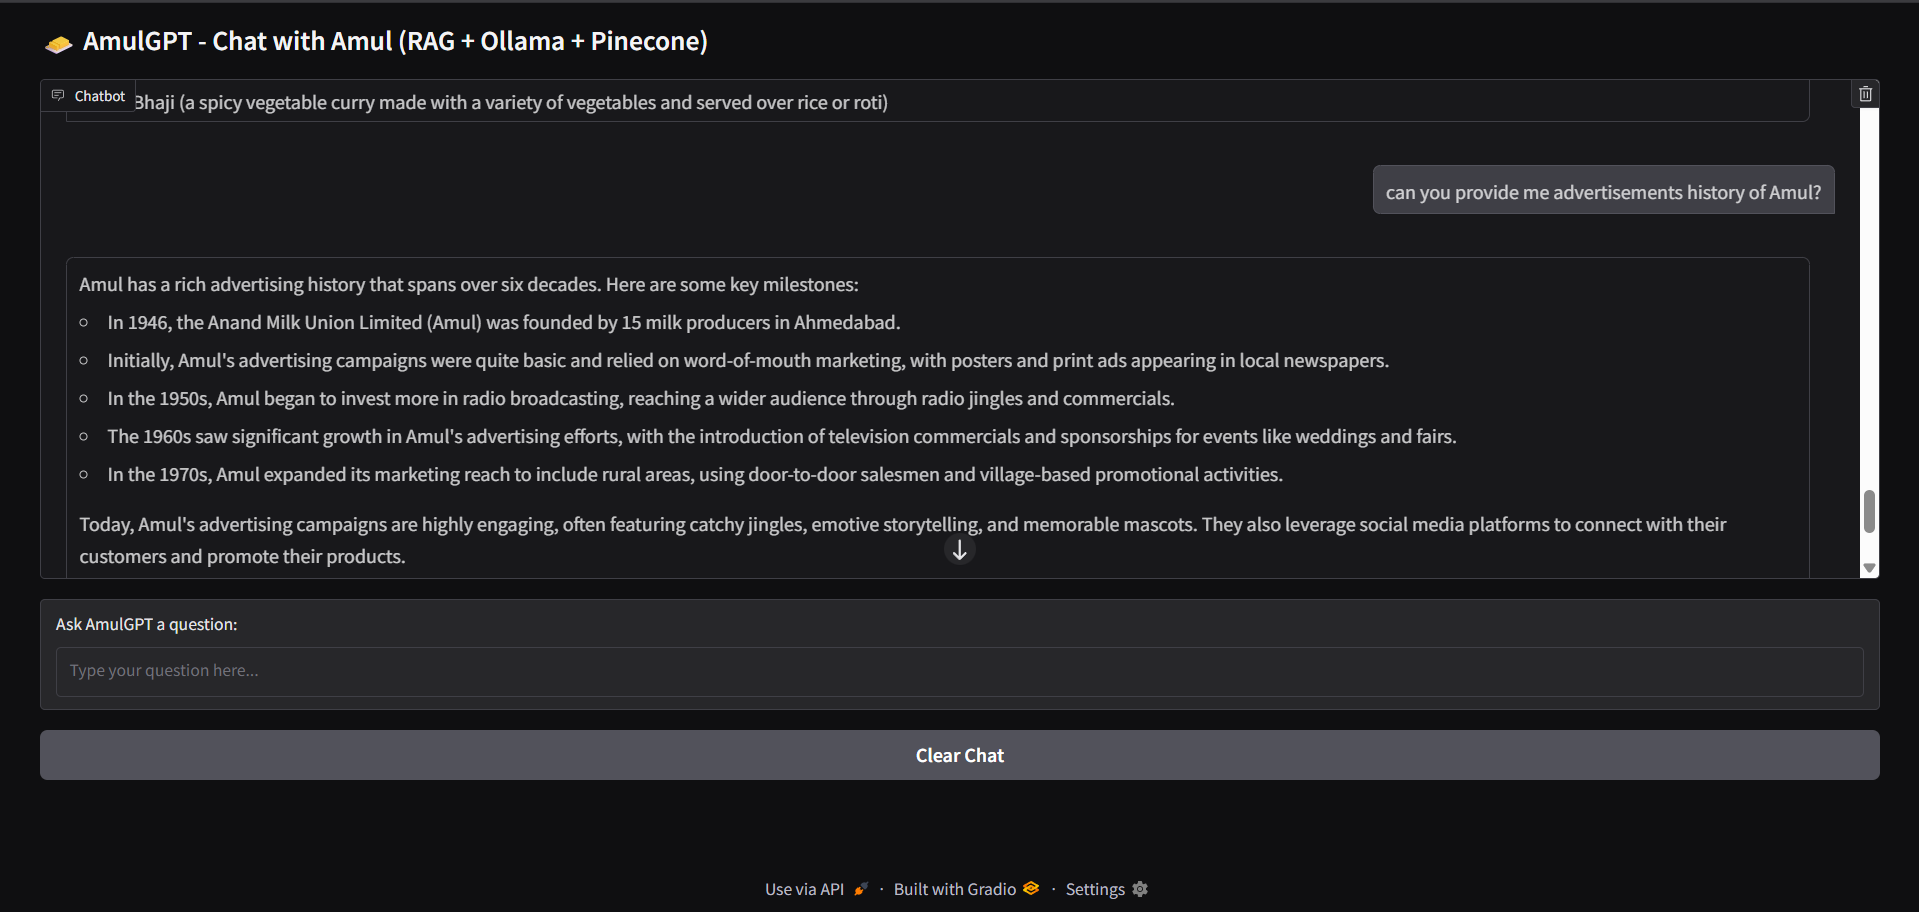 AmulGPT - Chat with Amul (RAG + Ollama + Pinecone)
Chatbot
Bhaji (a spicy vegetable curry made with a variety of vegetables and served over rice or roti)
can you provide me advertisements history of Amul?
Amul has a rich advertising history that spans over six decades. Here are some key milestones:
In 1946, the Anand Milk Union Limited (Amul) was founded by 15 milk producers in Ahmedabad.
Initially, Amul's advertising campaigns were quite basic and relied on word-of-mouth marketing, with posters and print ads appearing in local newspapers.
In the 1950s, Amul began to invest more in radio broadcasting, reaching a wider audience through radio jingles and commercials.
The 1960s saw significant growth in Amul's advertising efforts, with the introduction of television commercials and sponsorships for events like weddings and fairs.
In the 1970s, Amul expanded its marketing reach to include rural areas, using door-to-door salesmen and village-based promotional activities.
Today, Amul's advertising campaigns are highly engaging, often featuring catchy jingles, emotive storytelling, and memorable mascots. They also leverage social media platforms to connect with their
customers and promote their products.
Ask AmulGPT a question:
Type your question here...
Clear Chat
Use via API · Built with Gradio · Settings